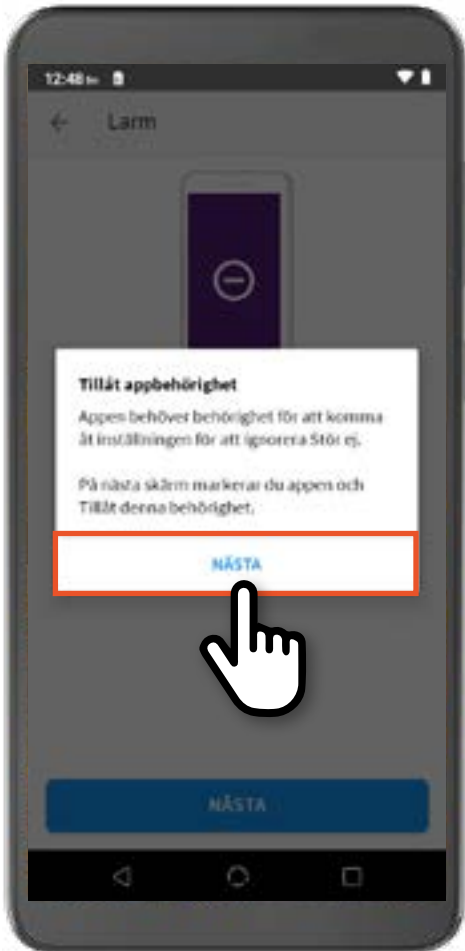 12:48
Larm
Tillåt appbehörighet
Appen behöver behörighet för att komma
åt inställningen för att ignorera Stör ej.
På nästa skärm markerar du appen och
Tillåt denna behörighet.
NÄSTA
NÄSTA